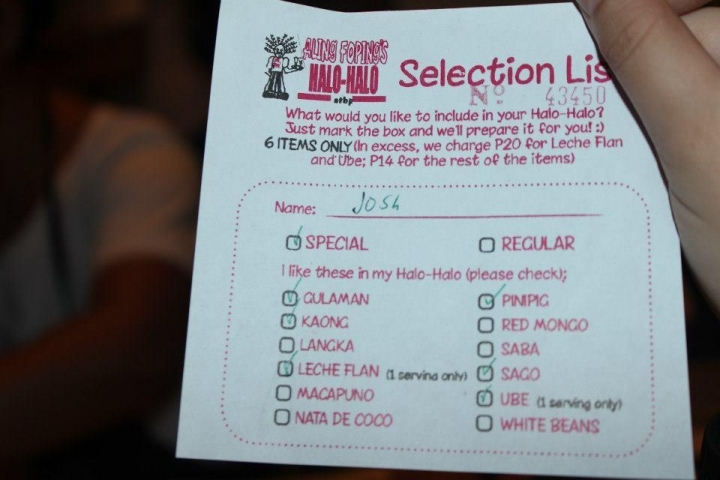 ALING FOPING'S
HALO-HALO
atbp
Selection Lis
No 43450
What would you like to include in your Halo-Halo?
Just mark the box and we'll prepare it for you! :)
6 ITEMS ONLY (In excess, we charge P20 for Leche Flan
and Ube; P14 for the rest of the items)
Name: Josh
SPECIAL REGULAR
I like these in my Halo-Halo (please check);
GULAMAN PINIPIG
KAONG RED MONGO
LANGKA SABA
LECHE FLAN (1 serving only) SAGO
MACAPUNO UBE (1 serving only)
NATA DE COCO WHITE BEANS